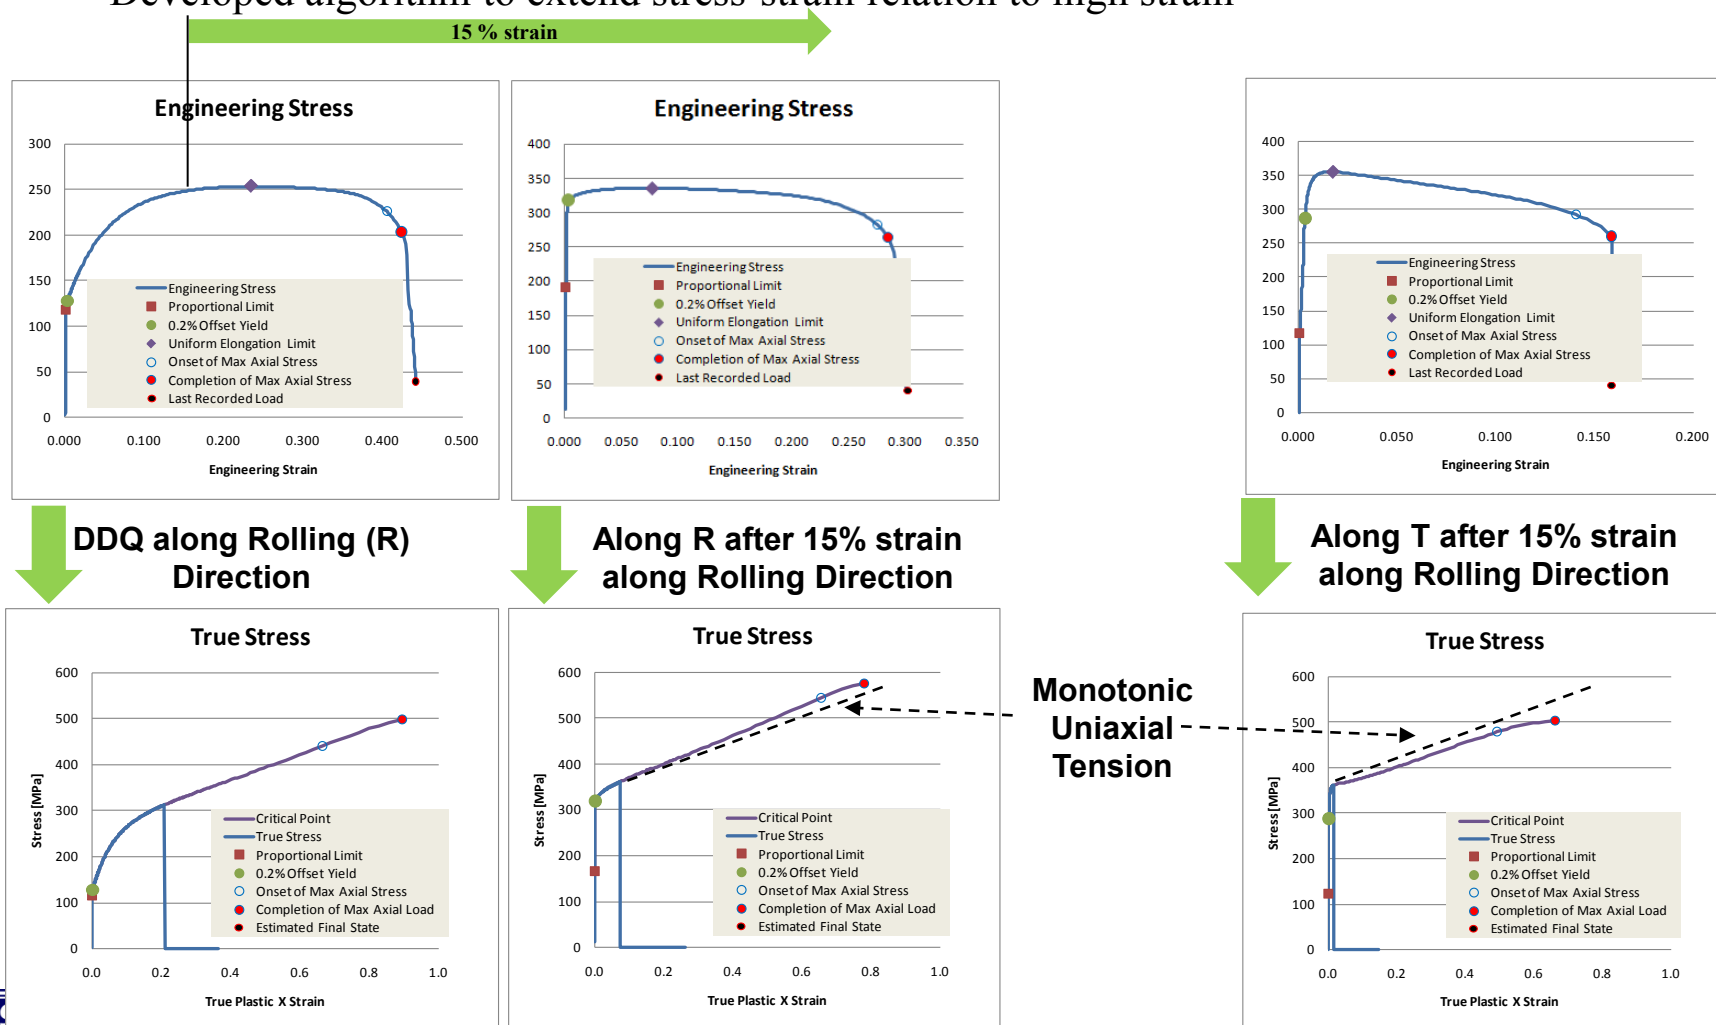 Developed algorithm to extend stress-strain relation to high strain
15 % strain
Engineering Stress
300
250
200
150
100
50
0
Engineering Stress
Proportional Limit
0.2% Offset Yield
Uniform Elongation Limit
Onset of Max Axial Stress
Completion of Max Axial Stress
Last Recorded Load
0.000 0.100 0.200 0.300 0.400 0.500
Engineering Strain
Engineering Stress
400
350
300
250
200
150
100
50
0
Engineering Stress
Proportional Limit
0.2% Offset Yield
Uniform Elongation Limit
Onset of Max Axial Stress
Completion of Max Axial Stress
Last Recorded Load
0.000 0.050 0.100 0.150 0.200 0.250 0.300 0.350
Engineering Strain
400
350
300
250
200
150
100
50
0
Engineering Stress
Proportional Limit
0.2% Offset Yield
Uniform Elongation Limit
Onset of Max Axial Stress
Completion of Max Axial Stress
Last Recorded Load
0.000 0.050 0.100 0.150 0.200
Engineering Strain
DDQ along Rolling (R)
Direction
Along R after 15% strain
along Rolling Direction
Along T after 15% strain
along Rolling Direction
True Stress
Stress [MPa]
600
500
400
300
200
100
0
Critical Point
True Stress
Proportional Limit
0.2% Offset Yield
Onset of Max Axial Stress
Completion of Max Axial Load
Estimated Final State
0.0 0.2 0.4 0.6 0.8 1.0
True Plastic X Strain
True Stress
Stress [MPa]
600
500
400
300
200
100
0
Critical Point
True Stress
Proportional Limit
0.2% Offset Yield
Onset of Max Axial Stress
Completion of Max Axial Load
Estimated Final State
0.0 0.2 0.4 0.6 0.8 1.0
True Plastic X Strain
Monotonic
Uniaxial
Tension
True Stress
Stress [MPa]
600
500
400
300
200
100
0
Critical Point
True Stress
Proportional Limit
0.2% Offset Yield
Onset of Max Axial Stress
Completion of Max Axial Load
Estimated Final State
0.0 0.2 0.4 0.6 0.8 1.0
True Plastic X Strain